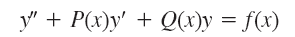 y″ + P(x)y′ + Q(x)y = f(x)